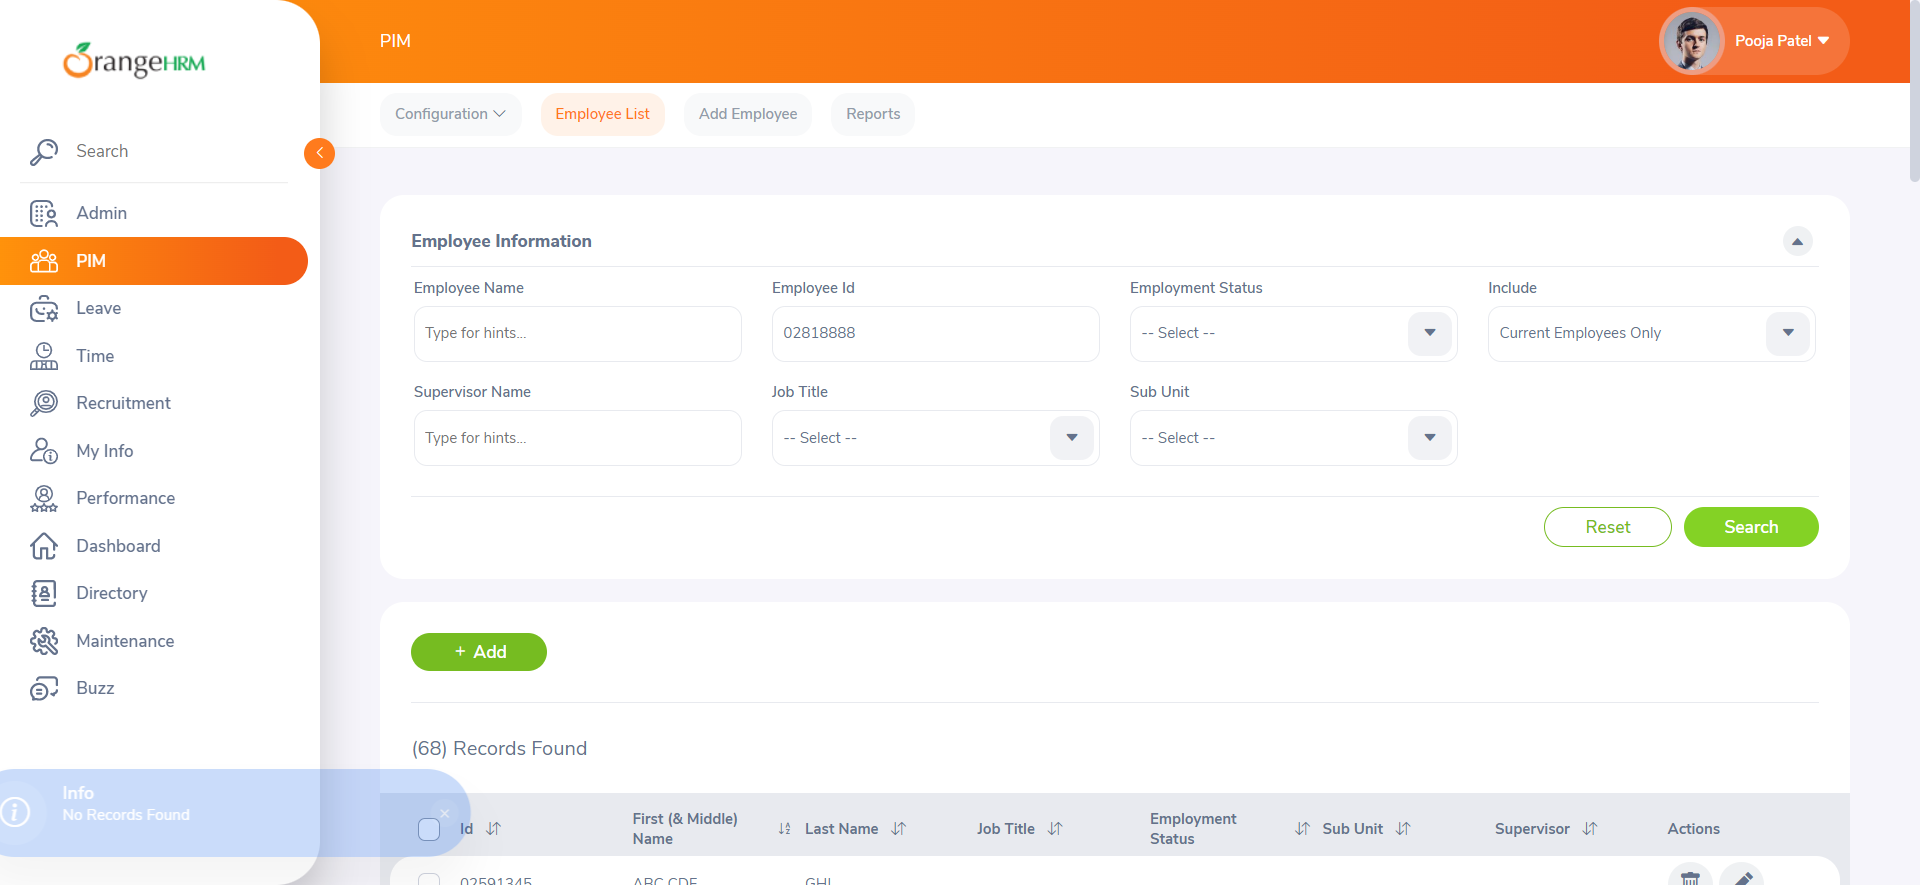 OrangeHRM
PIM
Pooja Patel
Configuration
Employee List
Add Employee
Reports
Search
Admin
PIM
Leave
Time
Recruitment
My Info
Performance
Dashboard
Directory
Maintenance
Buzz
Employee Information
Employee Name
Employee Id
Employment Status
Include
Type for hints...
02818888
-- Select --
Current Employees Only
Supervisor Name
Job Title
Sub Unit
Type for hints...
-- Select --
-- Select --
Reset
Search
+ Add
(68) Records Found
Info
No Records Found
Id
First (& Middle)
Name
Last Name
Job Title
Employment
Status
Sub Unit
Supervisor
Actions
02591345
ABC CDE
GHI